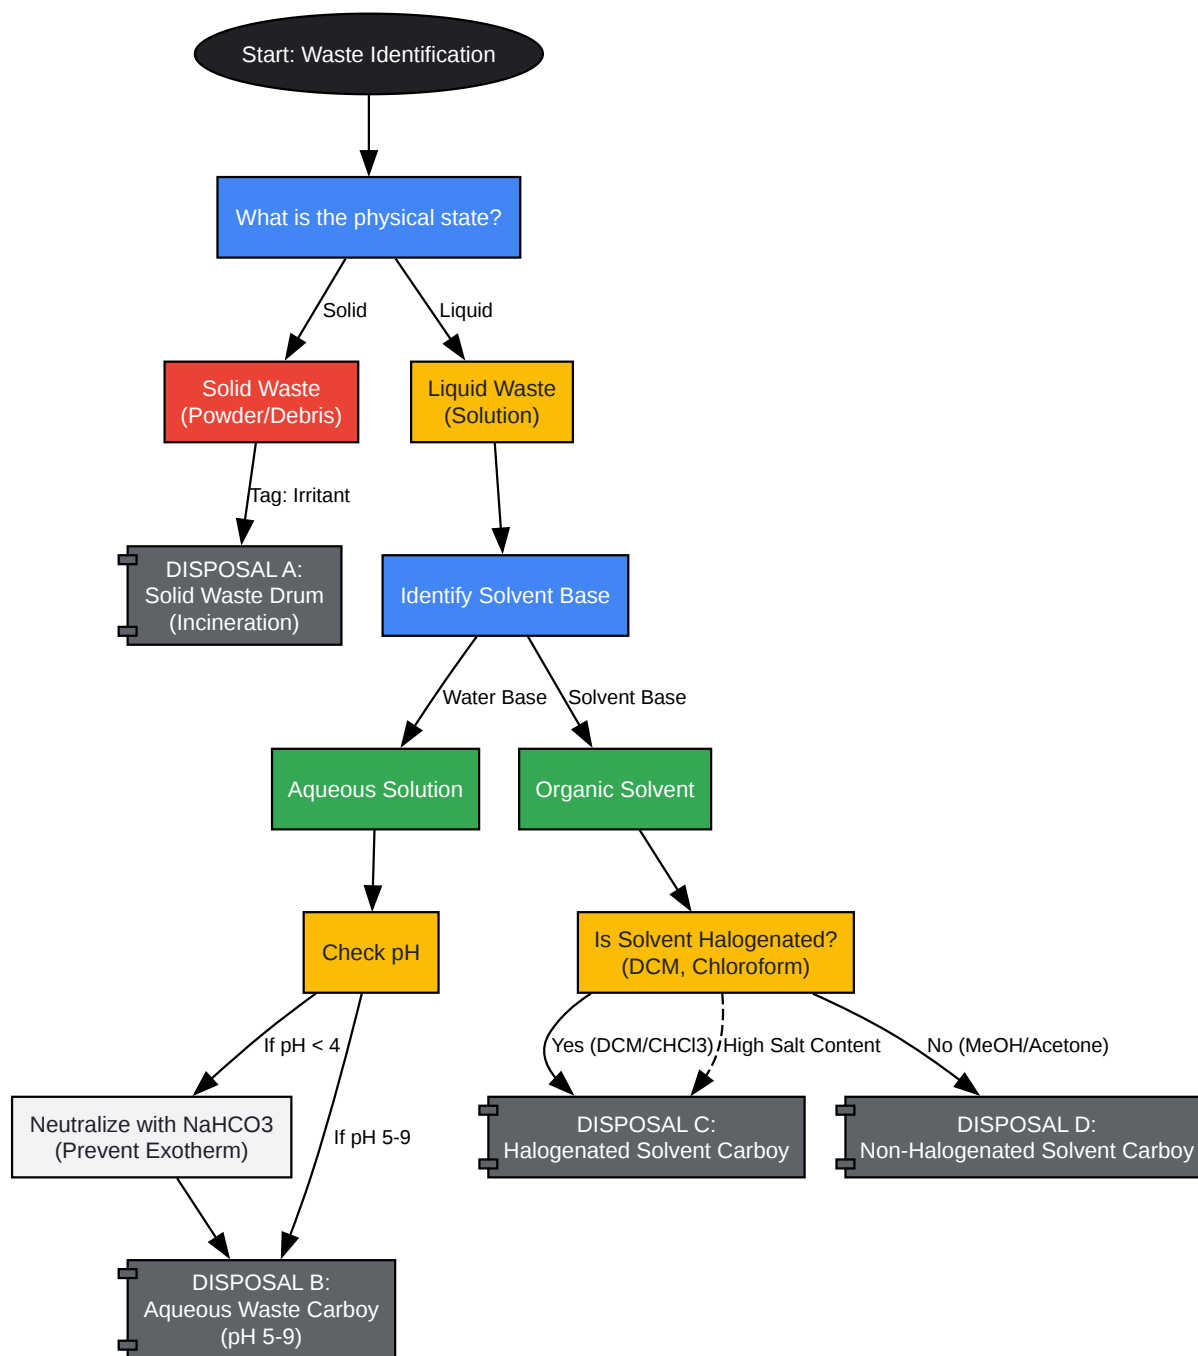 Start: Waste Identification
What is the physical state?
Solid
Liquid
Solid Waste
(Powder/Debris)
Liquid Waste
(Solution)
Tag: Irritant
DISPOSAL A:
Solid Waste Drum
(Incineration)
Identify Solvent Base
Water Base
Solvent Base
Aqueous Solution
Organic Solvent
Check pH
Is Solvent Halogenated?
(DCM, Chloroform)
If pH < 4
Yes (DCM/CHCl3)
High Salt Content
No (MeOH/Acetone)
Neutralize with NaHCO3
(Prevent Exotherm)
If pH 5-9
DISPOSAL C:
Halogenated Solvent Carboy
DISPOSAL D:
Non-Halogenated Solvent Carboy
DISPOSAL B:
Aqueous Waste Carboy
(pH 5-9)